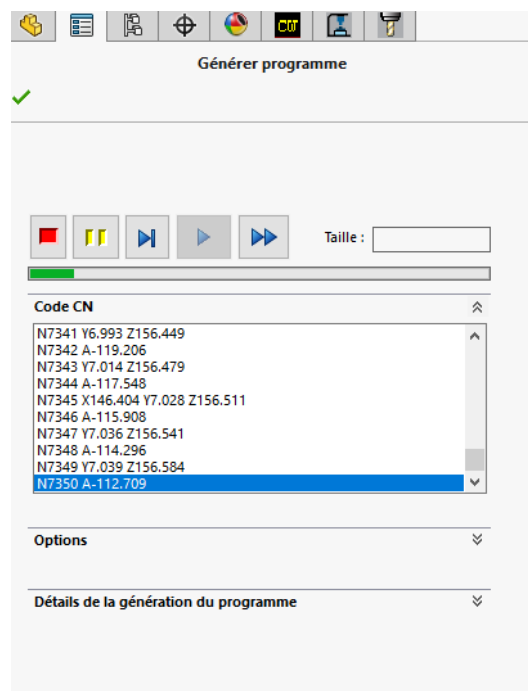 CW
Générer programme
Taille :
Code CN
N7341 Y6.993 Z156.449
N7342 A-119.206
N7343 Y7.014 Z156.479
N7344 A-117.548
N7345 X146.404 Y7.028 Z156.511
N7346 A-115.908
N7347 Y7.036 Z156.541
N7348 A-114.296
N7349 Y7.039 Z156.584
N7350 A-112.709
Options
Détails de la génération du programme